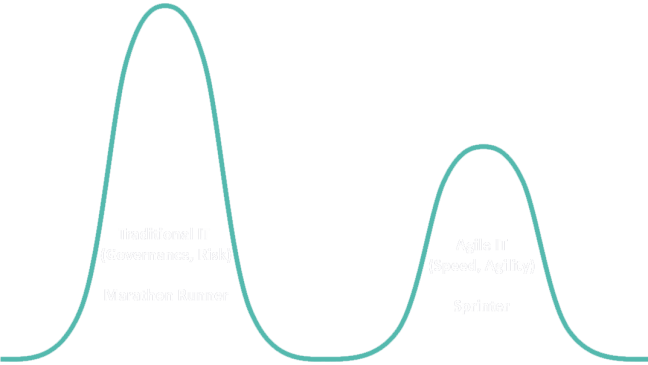 Traditional IT
(Governance, Risk)
Marathon Runner
Agile IT
(Speed, Agility)
Sprinter